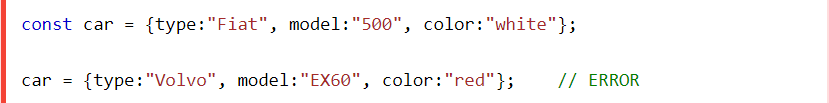 const car = {type:"Fiat", model:"500", color:"white"};
car = {type:"Volvo", model:"EX60", color:"red"};    // ERROR